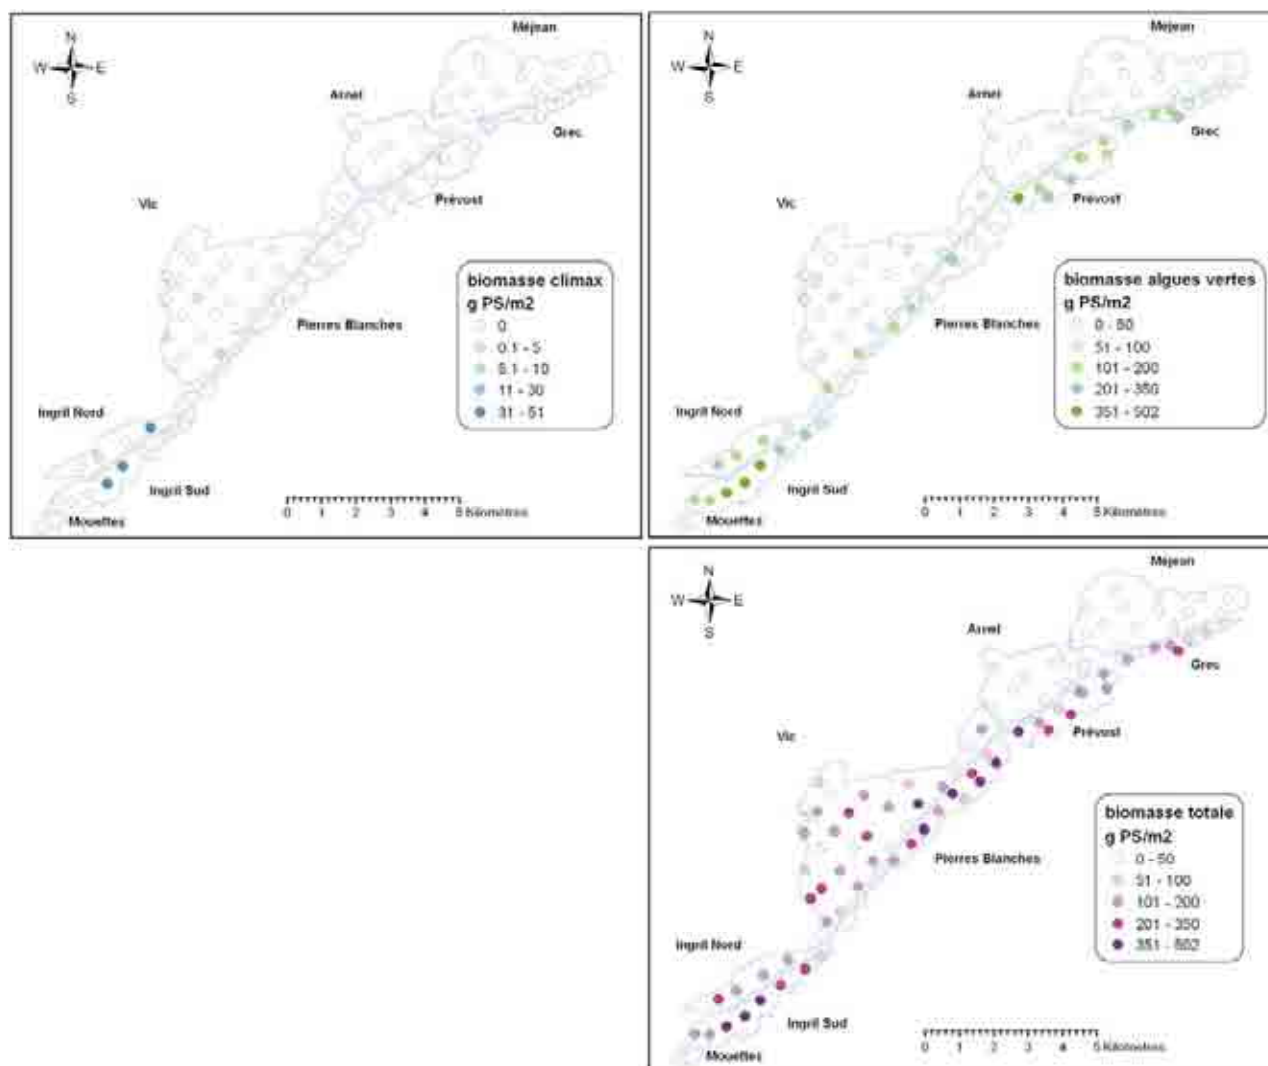 Méjean
N
W E
S
Arnel
Grec
Vic
Prévost
biomasse climax
g PS/m2
0
0.1 - 5
5.1 - 10
11 - 30
31 - 51
Pierres Blanches
Ingril Nord
Ingril Sud
0 1 2 3 4 5 Kilomètres
Mouettes
Méjean
N
W E
S
Arnel
Grec
Vic
Prévost
biomasse algues vertes
g PS/m2
0 - 50
51 - 100
101 - 200
201 - 350
351 - 502
Pierres Blanches
Ingril Nord
Ingril Sud
0 1 2 3 4 5 Kilomètres
Mouettes
Méjean
N
W E
S
Arnel
Grec
Vic
Prévost
biomasse totale
g PS/m2
0 - 50
51 - 100
101 - 200
201 - 350
351 - 502
Pierres Blanches
Ingril Nord
Ingril Sud
0 1 2 3 4 5 Kilomètres
Mouettes